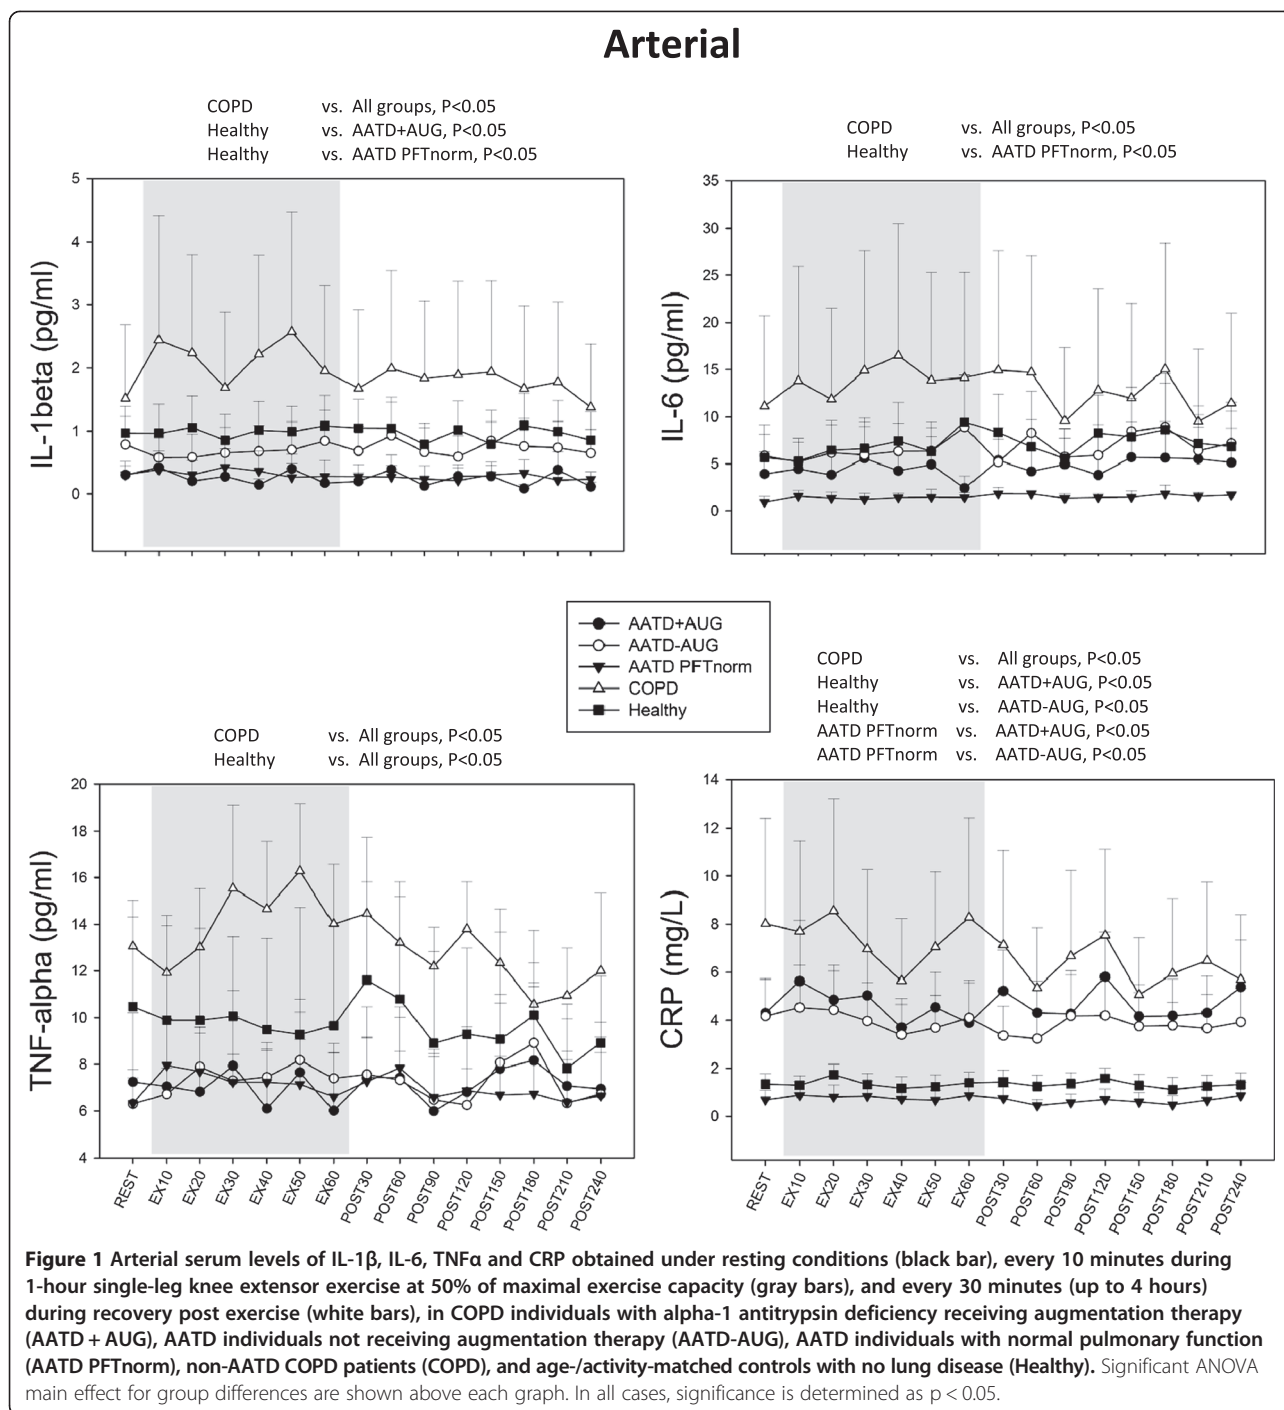 Arterial
COPD vs. All groups, P<0.05
Healthy vs. AATD+AUG, P<0.05
Healthy vs. AATD PFTnorm, P<0.05
5
4
3
2
1
0
IL-1beta (pg/ml)
COPD vs. All groups, P<0.05
Healthy vs. AATD PFTnorm, P<0.05
35
30
25
20
15
10
5
0
IL-6 (pg/ml)
AATD+AUG
AATD-AUG
AATD PFTnorm
COPD
Healthy
COPD vs. All groups, P<0.05
Healthy vs. All groups, P<0.05
20
18
16
14
12
10
8
6
4
TNF-alpha (pg/ml)
REST EX10 EX20 EX30 EX40 EX50 EX60 POST30 POST60 POST90 POST120 POST150 POST180 POST210 POST240
COPD vs. All groups, P<0.05
Healthy vs. AATD+AUG, P<0.05
Healthy vs. AATD-AUG, P<0.05
AATD PFTnorm vs. AATD+AUG, P<0.05
AATD PFTnorm vs. AATD-AUG, P<0.05
14
12
10
8
6
4
2
0
CRP (mg/L)
REST EX10 EX20 EX30 EX40 EX50 EX60 POST30 POST60 POST90 POST120 POST150 POST180 POST210 POST240
Figure 1 Arterial serum levels of IL-1β, IL-6, TNFα and CRP obtained under resting conditions (black bar), every 10 minutes during
1-hour single-leg knee extensor exercise at 50% of maximal exercise capacity (gray bars), and every 30 minutes (up to 4 hours)
during recovery post exercise (white bars), in COPD individuals with alpha-1 antitrypsin deficiency receiving augmentation therapy
(AATD + AUG), AATD individuals not receiving augmentation therapy (AATD-AUG), AATD individuals with normal pulmonary function
(AATD PFTnorm), non-AATD COPD patients (COPD), and age-/activity-matched controls with no lung disease (Healthy). Significant ANOVA
main effect for group differences are shown above each graph. In all cases, significance is determined as p < 0.05.